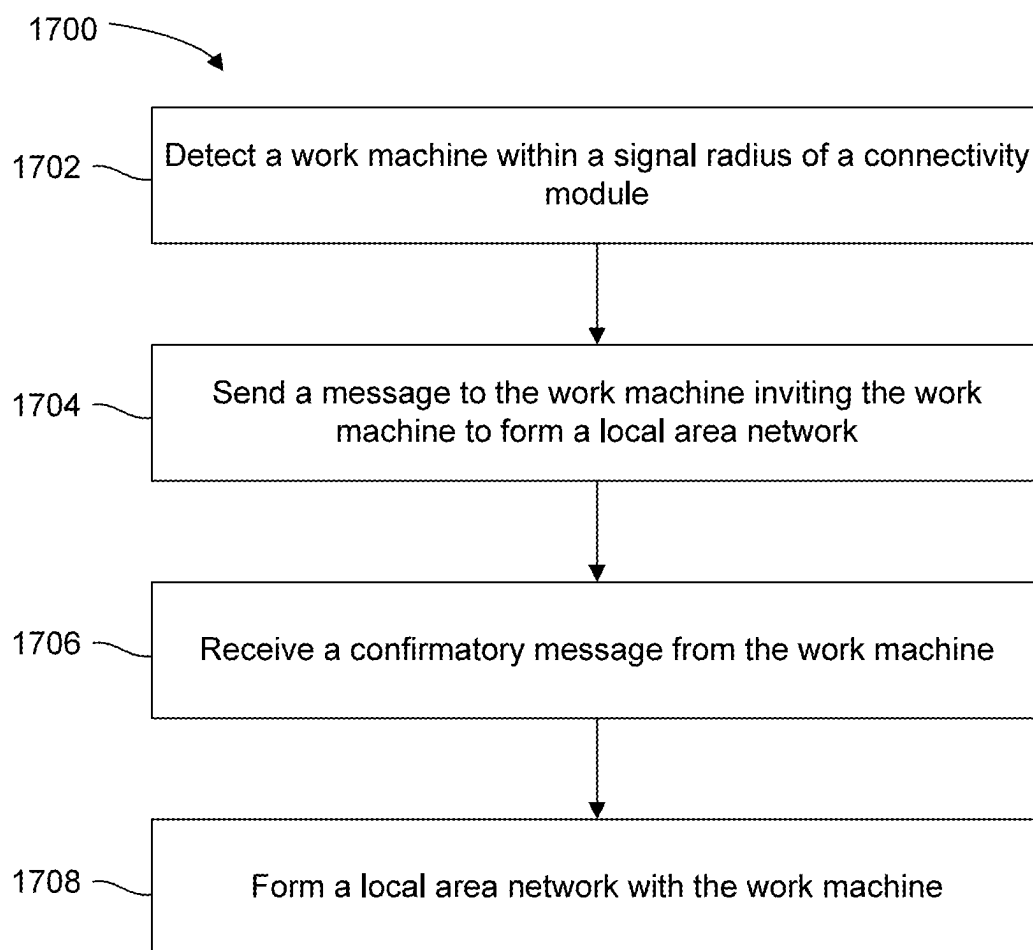 1700
1702
Detect a work machine within a signal radius of a connectivity
module
1704
Send a message to the work machine inviting the work
machine to form a local area network
1706
Receive a confirmatory message from the work machine
1708
Form a local area network with the work machine